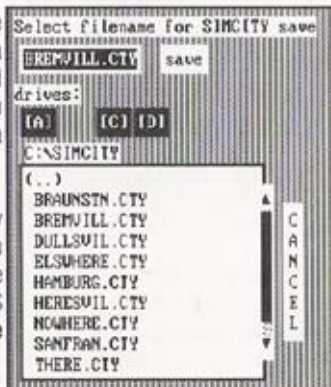 Select filename for SIMCITY save
BREMVILL.CTY save
drives:
[A] [C] [D]
C:\SIMCITY
(..)
BRAUNSTN.CTY
BREMVILL.CTY
DULLSVIL.CTY
ELSWHERE.CTY
HAMBURG.CTY
HERESVIL.CTY
NOWHERE.CTY
SANFRAN.CTY
THERE.CTY
CANCEL